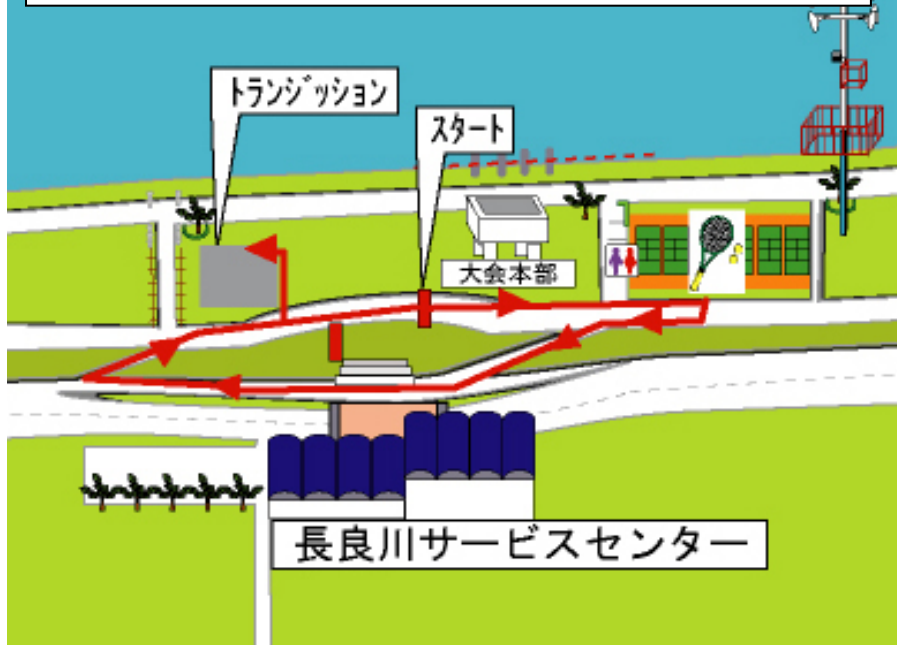 ﾄﾗﾝｼﾞｯｼｮﾝ
ｽﾀｰﾄ
大会本部
長良川サービスセンター